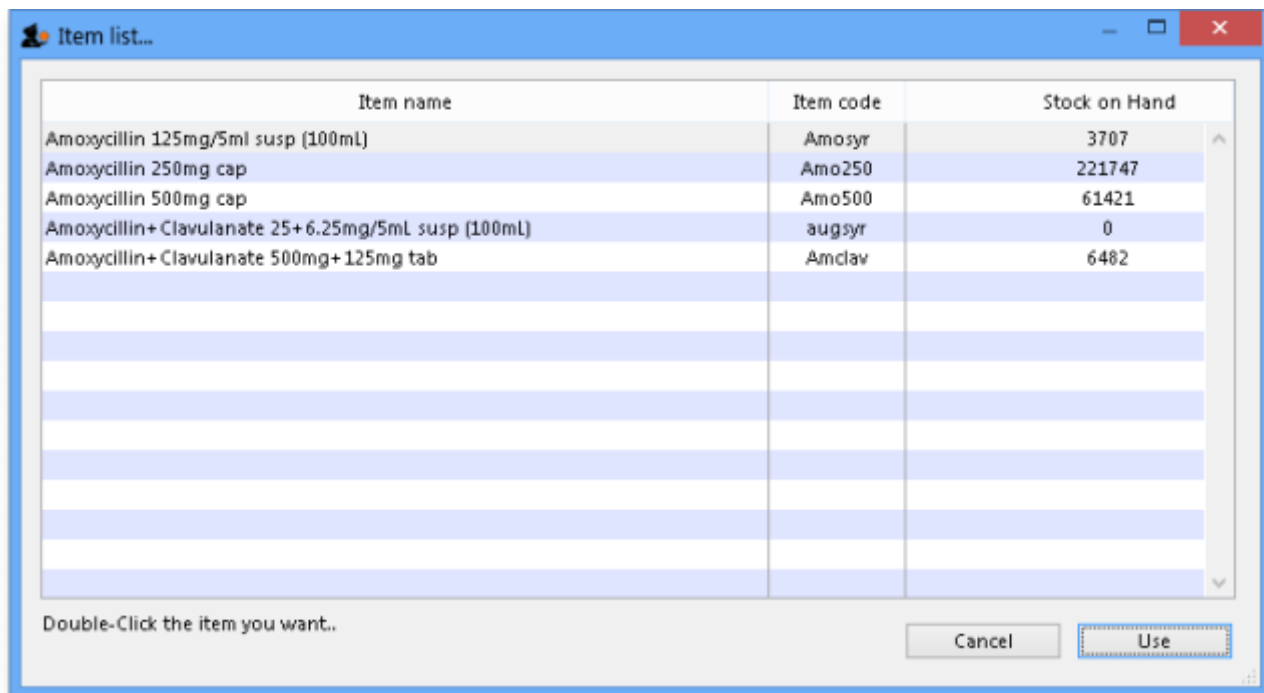 Item list...
Item name Item code Stock on Hand
Amoxycillin 125mg/5ml susp (100mL) Amosyr 3707
Amoxycillin 250mg cap Amo250 221747
Amoxycillin 500mg cap Amo500 61421
Amoxycillin+Clavulanate 25+6.25mg/5mL susp (100mL) augsyr 0
Amoxycillin+Clavulanate 500mg+125mg tab Amclav 6482
Double-Click the item you want..
Cancel Use